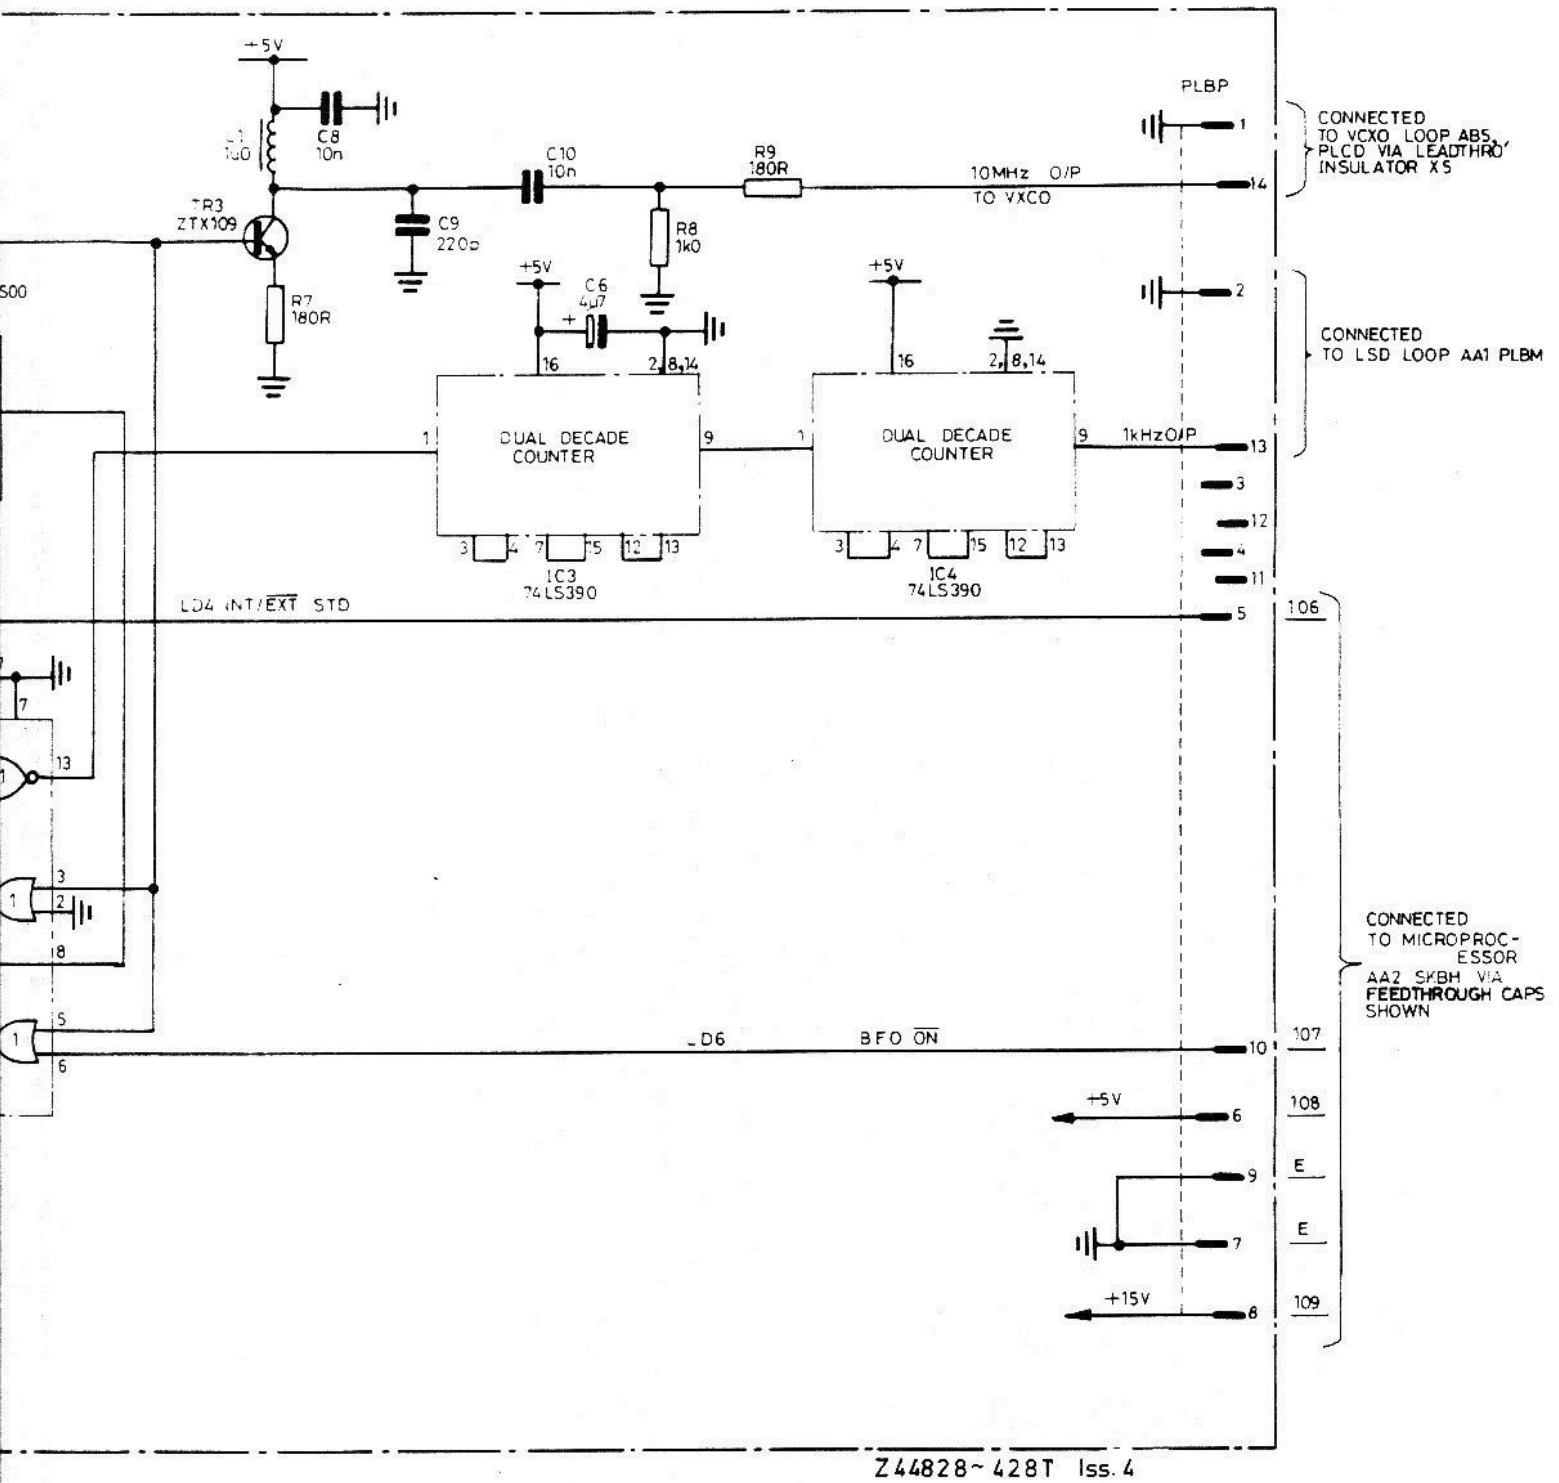 +5V
C8
10n
TR3
ZTX109
R7
180R
C9
220p
C10
10n
R9
180R
R8
1k0
10MHz O/P
TO VXCO
PLBP
1
14
CONNECTED
TO VCXO LOOP AB5,
PLCD VIA LEADTHRO'
INSULATOR X5
S00
+5V
C6
4µ7
+
16
2, 8,14
1
DUAL DECADE
COUNTER
9
3 4 7 15 12 13
IC3
74LS390
+5V
16
2, 8,14
1
DUAL DECADE
COUNTER
9
3 4 7 15 12 13
IC4
74LS390
1kHz O/P
2
13
CONNECTED
TO LSD LOOP AA1 PLBM
3
12
4
11
LD4 INT/E̅X̅T̅ STD
5
106
7
13
1
3
2
1
8
5
1
6
LD6 BFO O̅N̅
10
107
+5V
6
108
9
E
7
E
+15V
8
109
CONNECTED
TO MICROPROC-
ESSOR
AA2 SKBH VIA
FEEDTHROUGH CAPS
SHOWN
Z44828~428T Iss. 4